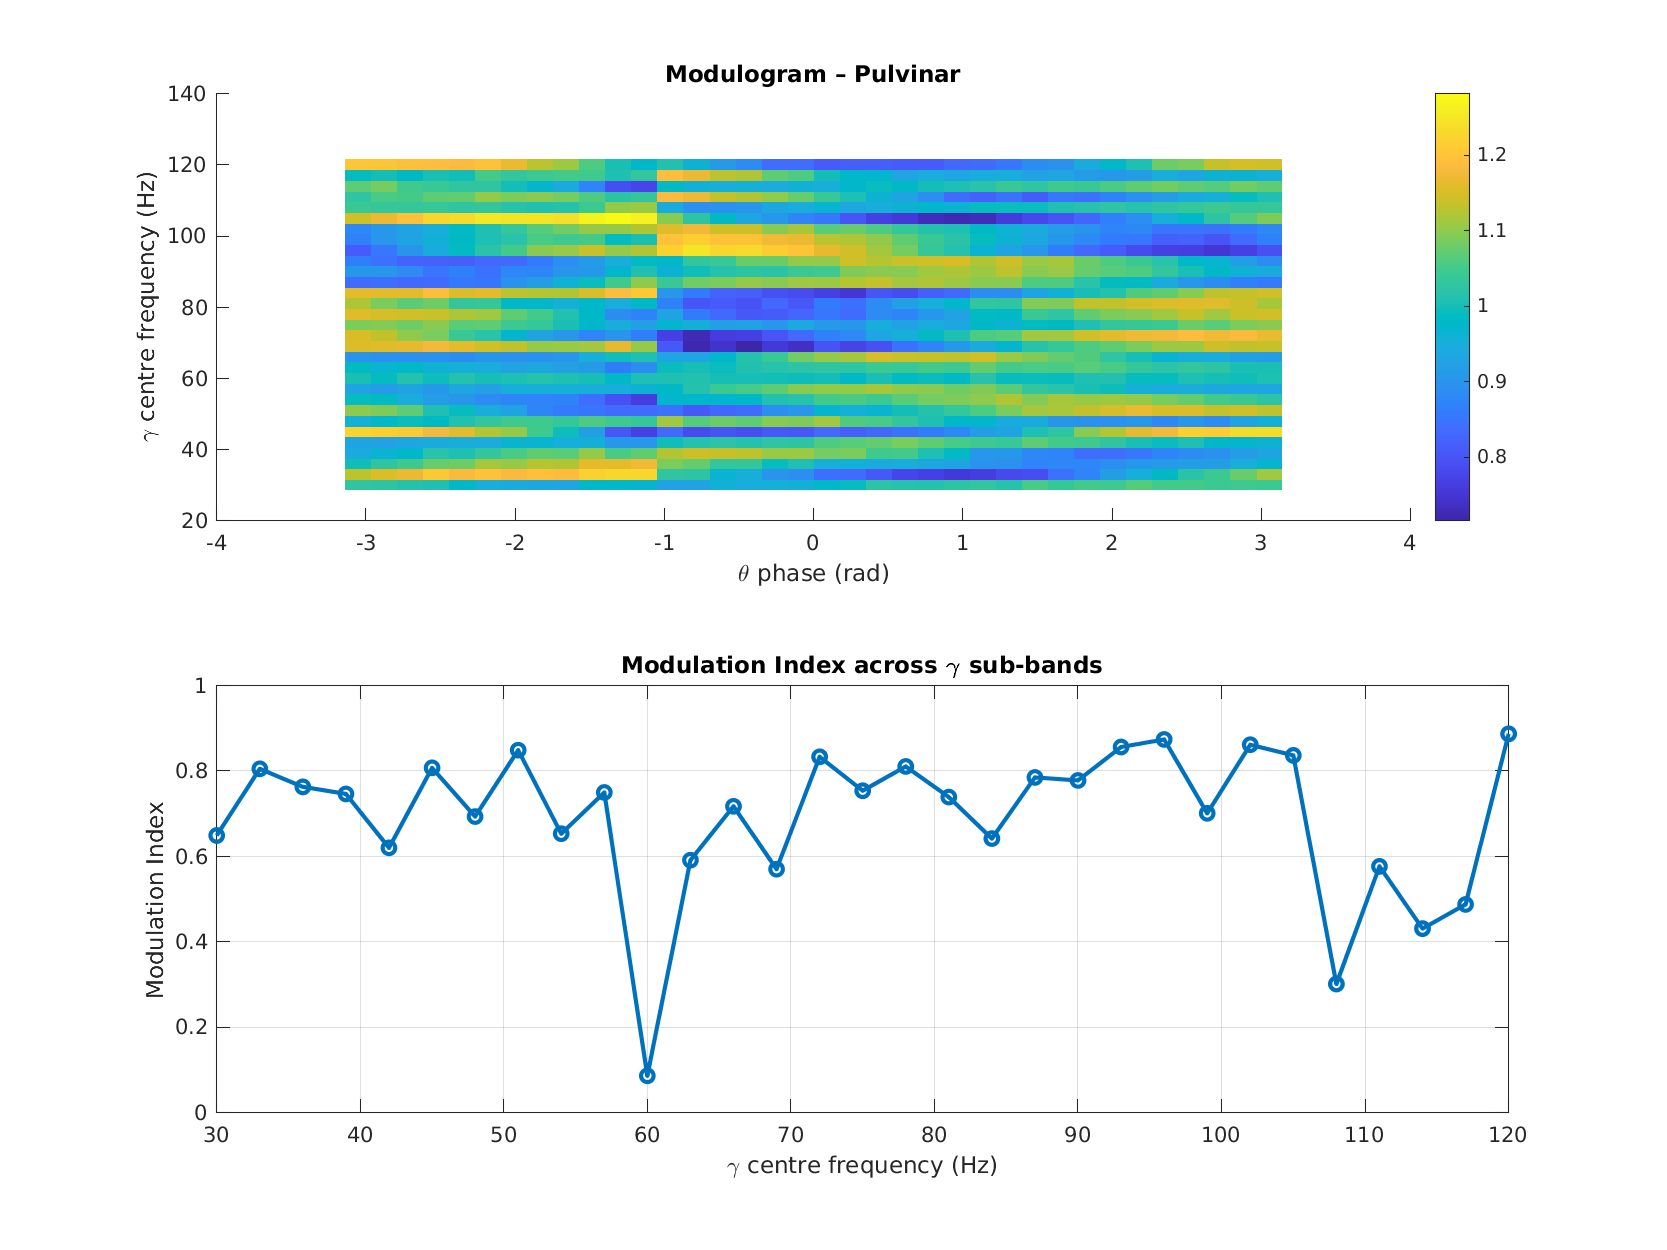 Modulogram – Pulvinar
γ centre frequency (Hz)
140
120
100
80
60
40
20
-4 -3 -2 -1 0 1 2 3 4
θ phase (rad)
1.2
1.1
1
0.9
0.8
Modulation Index across γ sub-bands
Modulation Index
1
0.8
0.6
0.4
0.2
0
30 40 50 60 70 80 90 100 110 120
γ centre frequency (Hz)